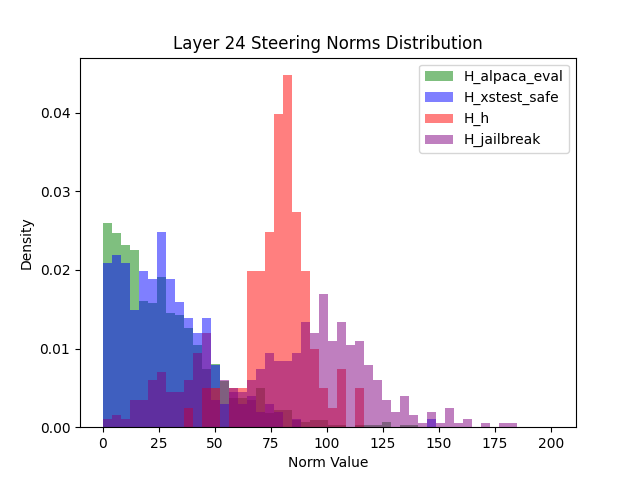 Layer 24 Steering Norms Distribution
H_alpaca_eval
H_xstest_safe
H_h
H_jailbreak
Density
0.04
0.03
0.02
0.01
0.00
0 25 50 75 100 125 150 175 200
Norm Value